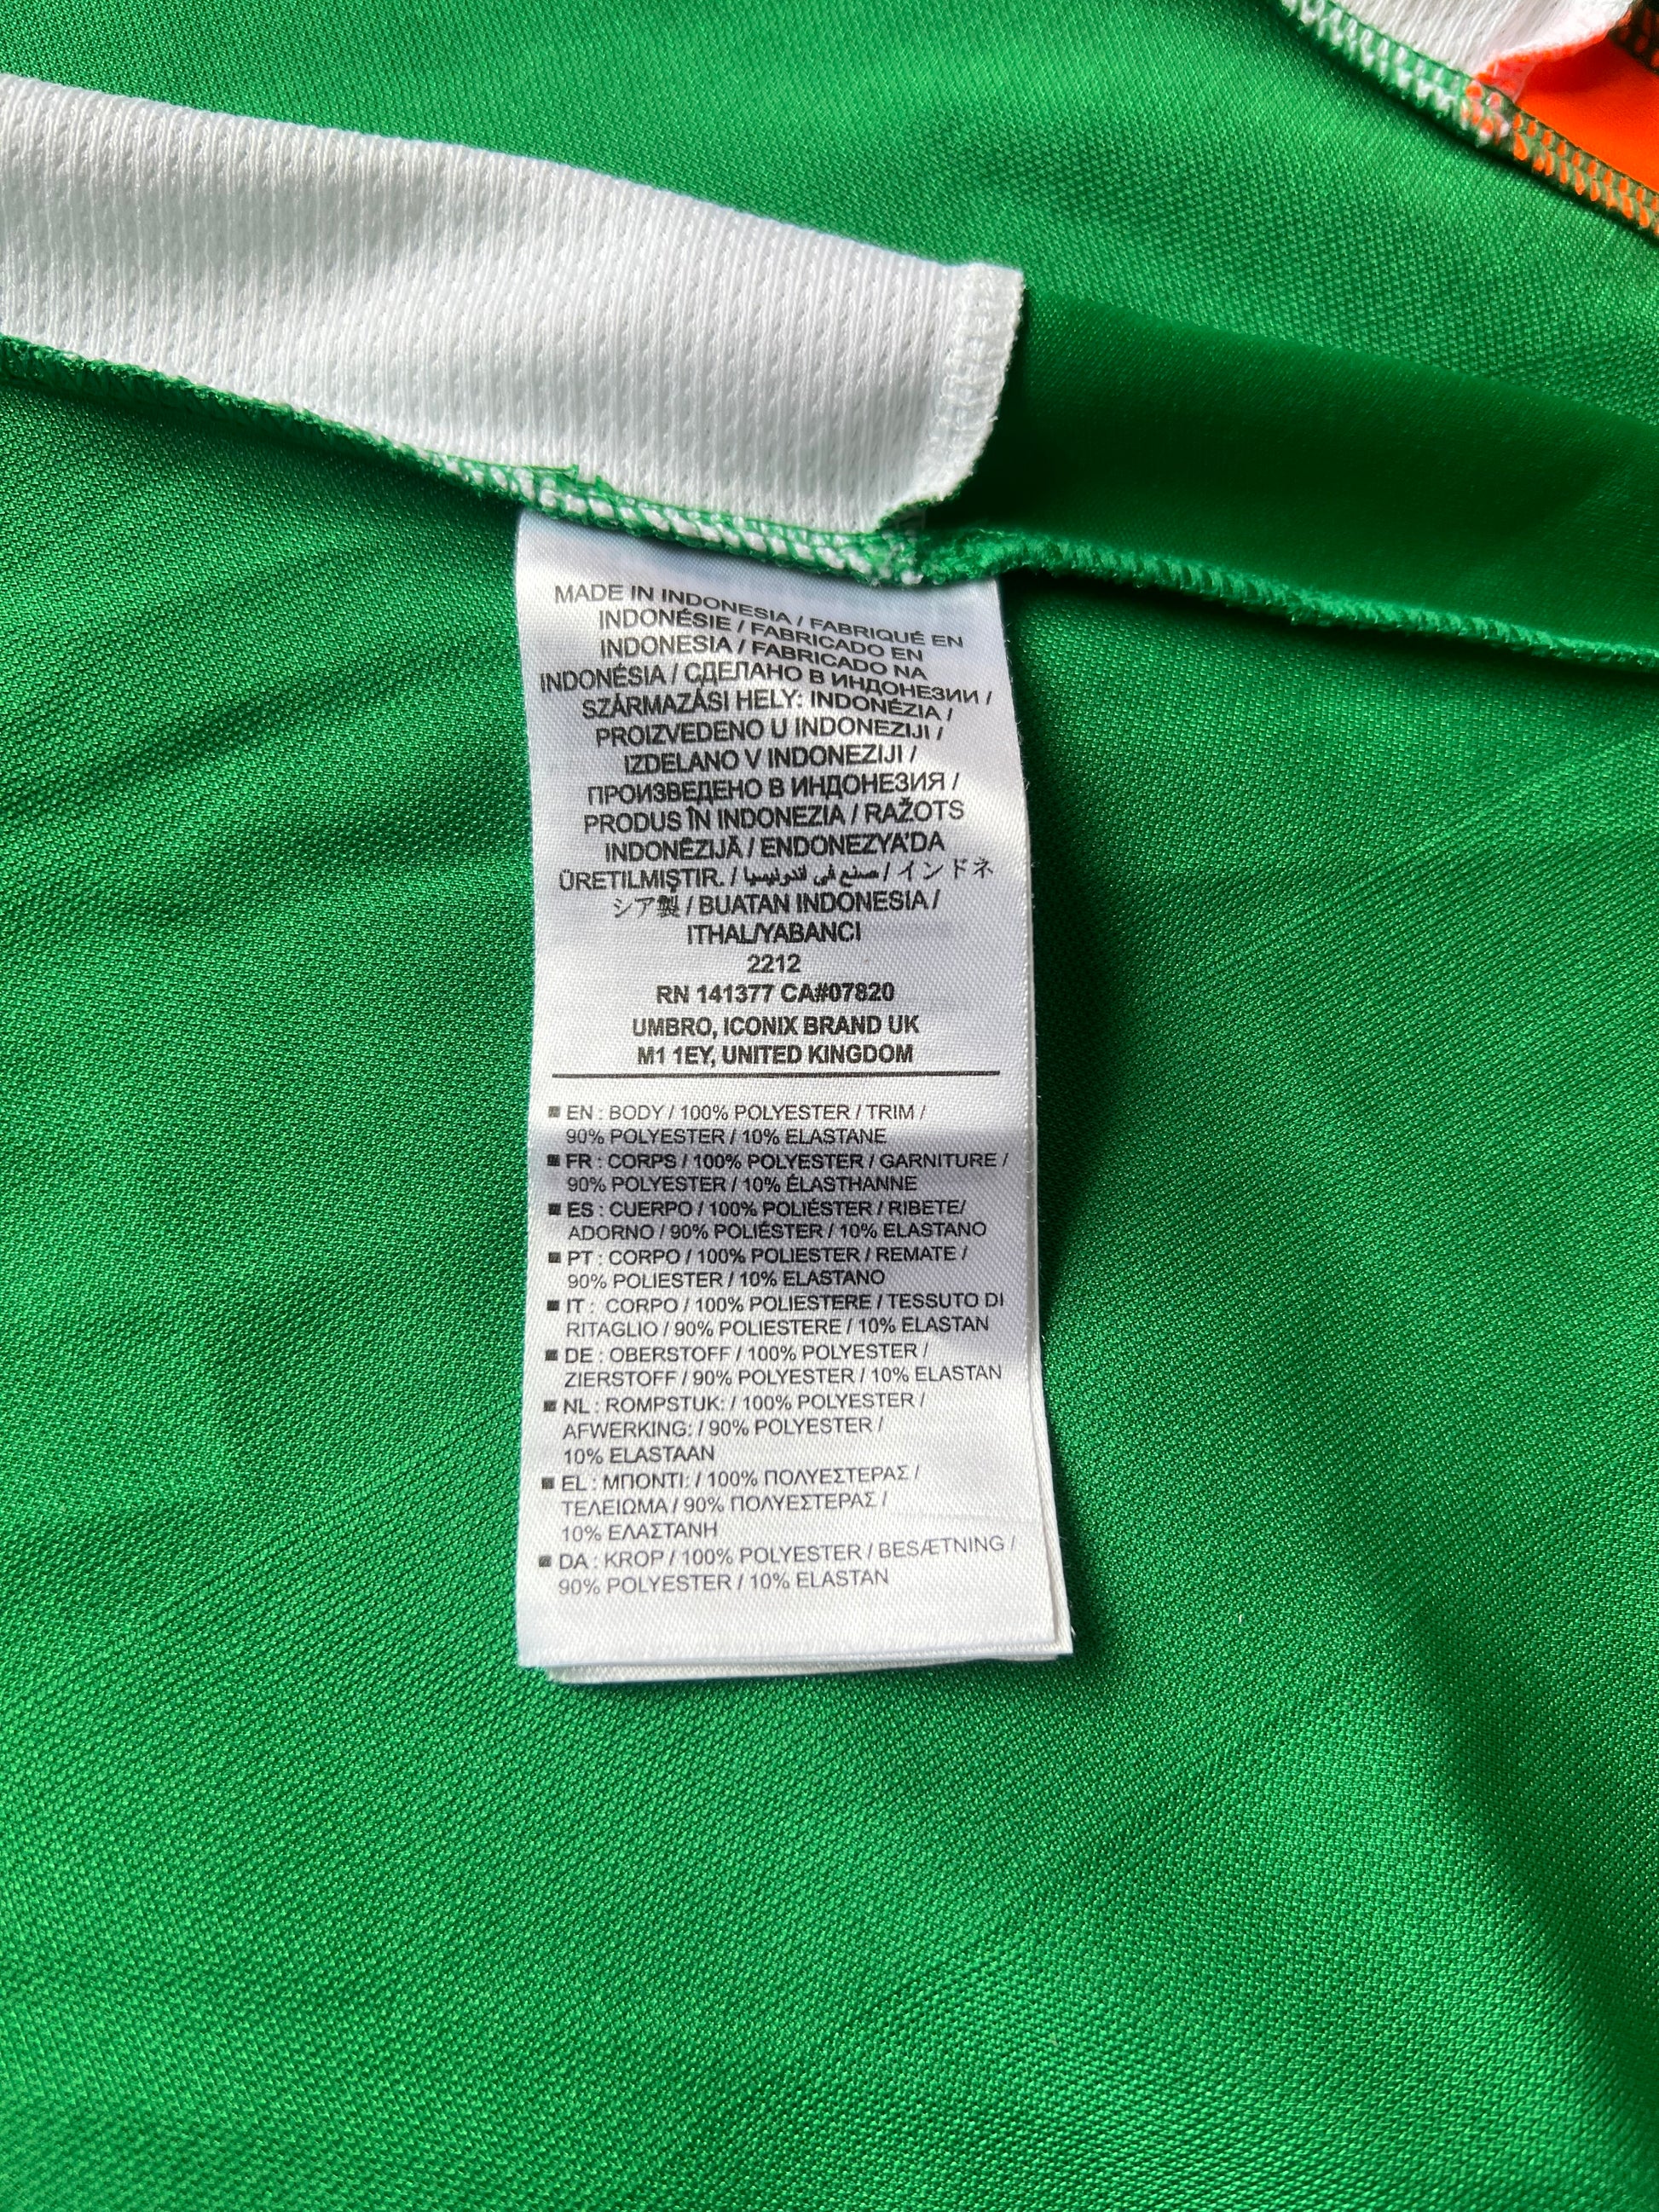 MADE IN INDONESIA / FABRIQUÉ EN
INDONÉSIE / FABRICADO EN
INDONESIA / FABRICADO NA
INDONÉSIA / СДЕЛАНО В ИНДОНЕЗИИ /
SZÁRMAZÁSI HELY: INDONÉZIA /
PROIZVEDENO U INDONEZIJI /
IZDELANO V INDONEZIJI /
ПРОИЗВЕДЕНО В ИНДОНЕЗИЯ /
PRODUS ÎN INDONEZIA / RAŽOTS
INDONĒZIJĀ / ENDONEZYA'DA
ÜRETILMIŞTIR. / صنع في اندونيسيا / インドネ
シア製 / BUATAN INDONESIA /
ITHAL/YABANCI
2212
RN 141377 CA#07820
UMBRO, ICONIX BRAND UK
M1 1EY, UNITED KINGDOM
EN : BODY / 100% POLYESTER / TRIM /
90% POLYESTER / 10% ELASTANE
FR : CORPS / 100% POLYESTER / GARNITURE /
90% POLYESTER / 10% ÉLASTHANNE
ES : CUERPO / 100% POLIÉSTER / RIBETE/
ADORNO / 90% POLIÉSTER / 10% ELASTANO
PT : CORPO / 100% POLIESTER / REMATE /
90% POLIESTER / 10% ELASTANO
IT : CORPO / 100% POLIESTERE / TESSUTO DI
RITAGLIO / 90% POLIESTERE / 10% ELASTAN
DE : OBERSTOFF / 100% POLYESTER /
ZIERSTOFF / 90% POLYESTER / 10% ELASTAN
NL : ROMPSTUK: / 100% POLYESTER /
AFWERKING: / 90% POLYESTER /
10% ELASTAAN
EL : ΜΠΟΝΤΙ: / 100% ΠΟΛΥΕΣΤΕΡΑΣ /
ΤΕΛΕΙΩΜΑ / 90% ΠΟΛΥΕΣΤΕΡΑΣ /
10% ΕΛΑΣΤΑΝΗ
DA : KROP / 100% POLYESTER / BESÆTNING /
90% POLYESTER / 10% ELASTAN